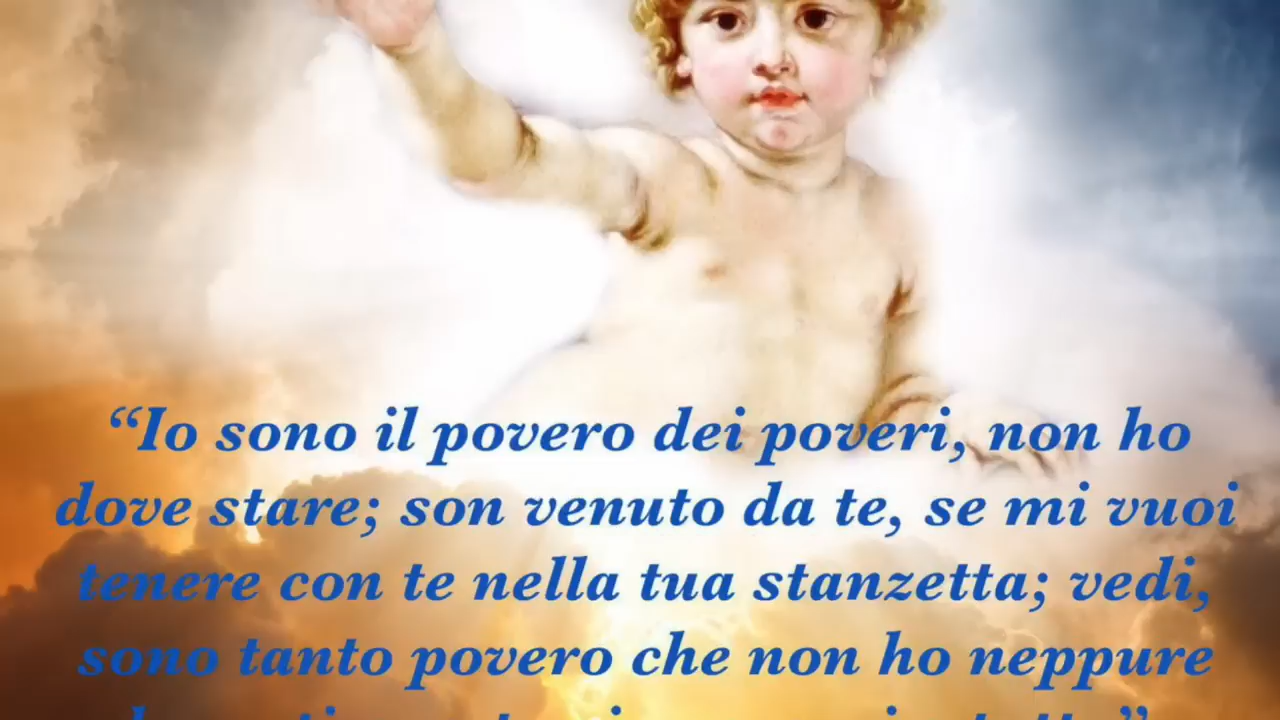 “Io sono il povero dei poveri, non ho
dove stare; son venuto da te, se mi vuoi
tenere con te nella tua stanzetta; vedi,
sono tanto povero che non ho neppure